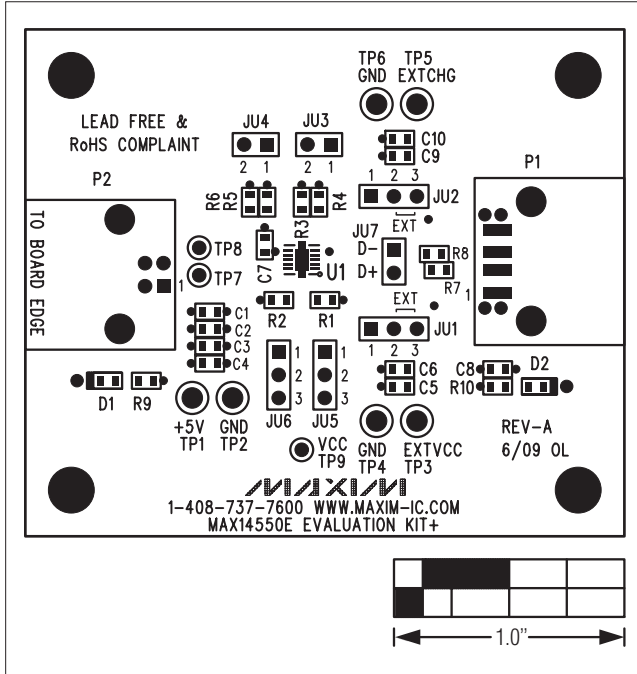 TP6 TP5
GND EXTCHG
LEAD FREE &
RoHS COMPLAINT
JU4 JU3
2 1 2 1
C10
C9
P2
P1
1 2 3
JU2
EXT
R6
R5
R3
R4
TO BOARD EDGE
TP8
TP7
1
C7
U1
JU7
D-
D+
R8
R7
1
EXT
C1
C2
C3
C4
R2 R1
1 2 3
JU1
1
2
3
1
2
3
C6
C5
C8
R10
D2
D1 R9
+5V GND
TP1 TP2
JU6 JU5
VCC
TP9
GND EXTVCC
TP4 TP3
REV-A
6/09 OL
MAXIM
1-408-737-7600 WWW.MAXIM-IC.COM
MAX14550E EVALUATION KIT+
1.0"